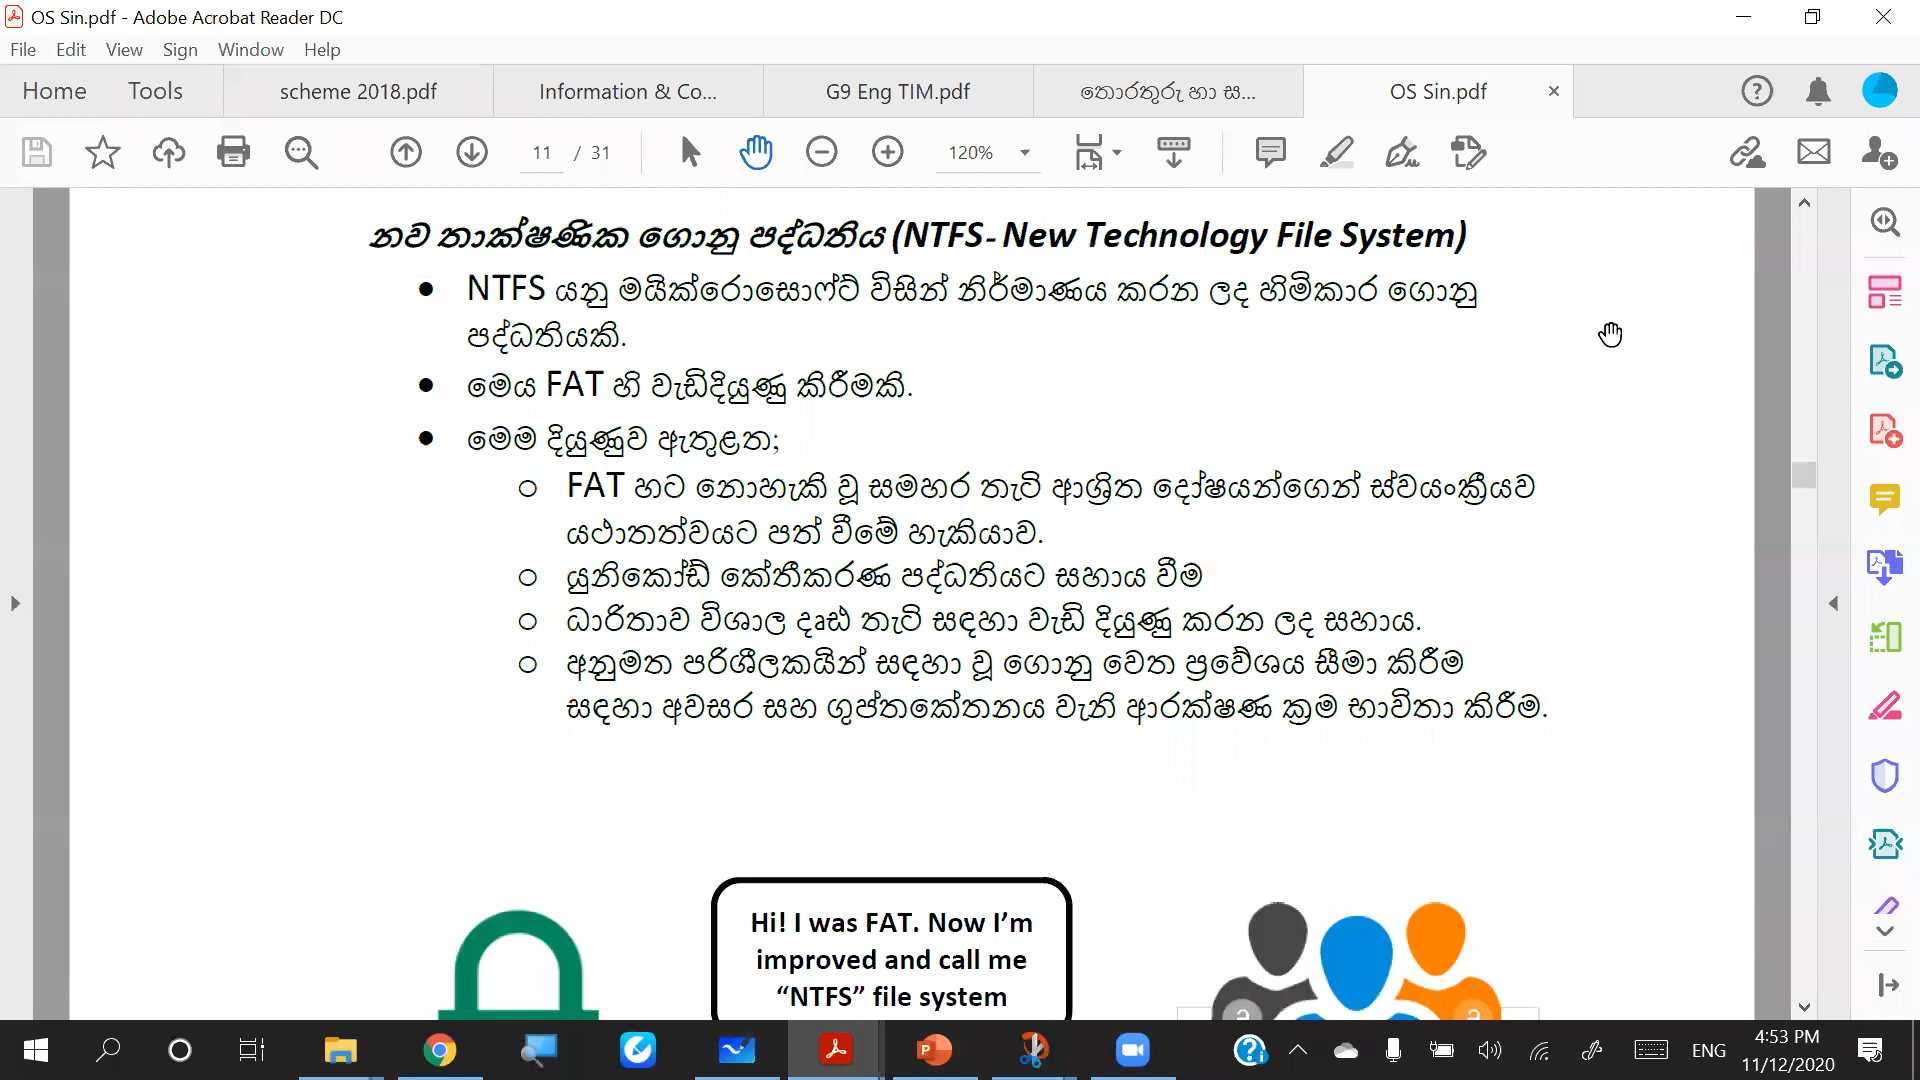 OS Sin.pdf - Adobe Acrobat Reader DC
File Edit View Sign Window Help
Home Tools scheme 2018.pdf Information & Co... G9 Eng TIM.pdf තොරතුරු හා ස... OS Sin.pdf
11 / 31 120%
නව තාක්ෂණික ගොනු පද්ධතිය (NTFS- New Technology File System)
● NTFS යනු මයික්රොසොෆ්ට් විසින් නිර්මාණය කරන ලද හිමිකාර ගොනු
පද්ධතියකි.
● මෙය FAT හි වැඩිදියුණු කිරීමකි.
● මෙම දියුණුව ඇතුළත;
○ FAT හට නොහැකි වූ සමහර තැටි ආශ්‍රිත දෝෂයන්ගෙන් ස්වයංක්‍රීයව
යථාතත්වයට පත් වීමේ හැකියාව.
○ යුනිකෝඩ් කේතීකරණ පද්ධතියට සහාය වීම
○ ධාරිතාව විශාල දෘඪ තැටි සඳහා වැඩි දියුණු කරන ලද සහාය.
○ අනුමත පරිශීලකයින් සඳහා වූ ගොනු වෙත ප්‍රවේශය සීමා කිරීම
සඳහා අවසර සහ ගුප්තකේතනය වැනි ආරක්ෂණ ක්‍රම භාවිතා කිරීම.
Hi! I was FAT. Now I’m
improved and call me
“NTFS” file system
ENG 4:53 PM
11/12/2020